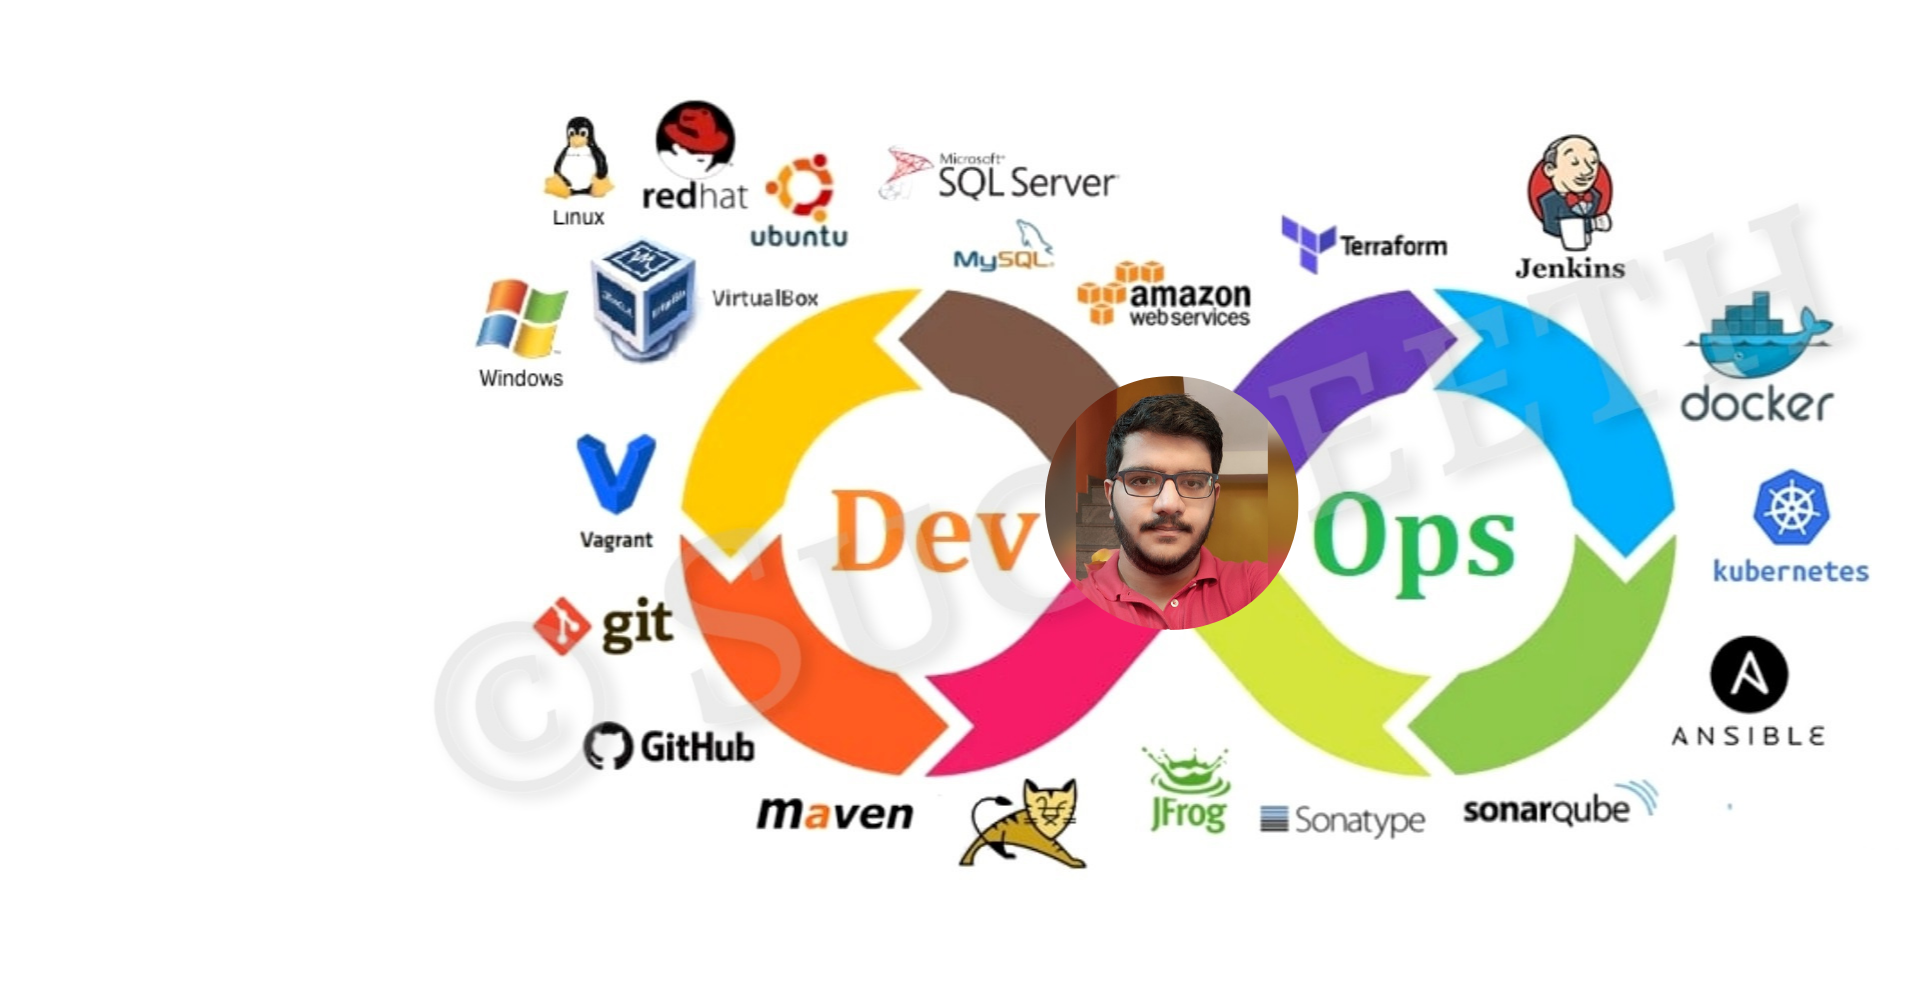 Linux
redhat
ubuntu
Microsoft
SQL Server
MySQL
amazon
web services
Terraform
Jenkins
Windows
VirtualBox
docker
Vagrant
Dev
Ops
kubernetes
git
GitHub
ANSIBLE
maven
JFrog
Sonatype
sonarqube